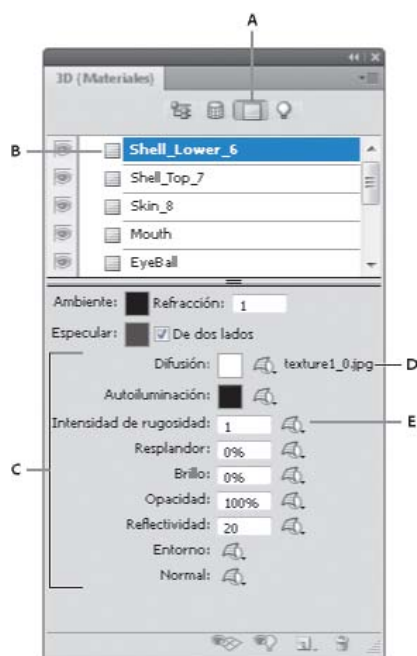 A
3D {Materiales}
B
Shell_Lower_6
Shell_Top_7
Skin_8
Mouth
EyeBall
Ambiente: Refracción: 1
Especular: De dos lados
Difusión: texture1_0.jpg D
Autoiluminación:
Intensidad de rugosidad: 1 E
Resplandor: 0%
C
Brillo: 0%
Opacidad: 100%
Reflectividad: 20
Entorno:
Normal: